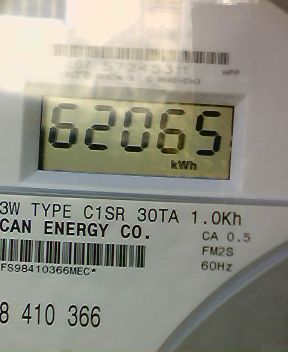 62065
kWh
3W TYPE C1SR 30TA 1.0Kh
CAN ENERGY CO.
CA 0.5
FM2S
60Hz
FS98410366MEC*
8 410 366